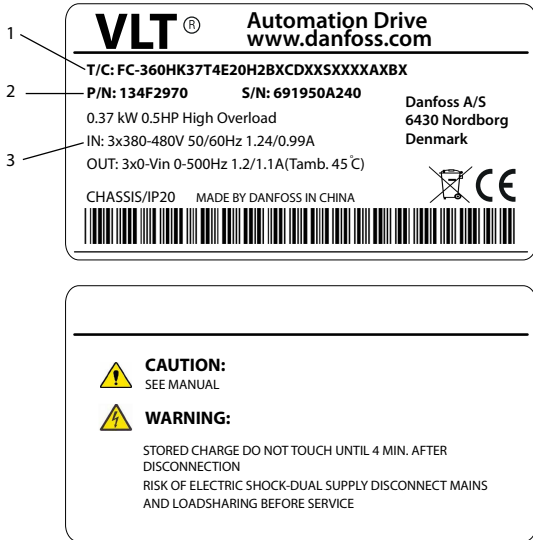 VLT ® Automation Drive
www.danfoss.com
1 T/C: FC-360HK37T4E20H2BXCDXXSXXXXAXBX
2 P/N: 134F2970 S/N: 691950A240
0.37 kW 0.5HP High Overload
Danfoss A/S
6430 Nordborg
Denmark
3 IN: 3x380-480V 50/60Hz 1.24/0.99A
OUT: 3x0-Vin 0-500Hz 1.2/1.1A(Tamb. 45 ̊C)
CHASSIS/IP20 MADE BY DANFOSS IN CHINA
CE
CAUTION:
SEE MANUAL
WARNING:
STORED CHARGE DO NOT TOUCH UNTIL 4 MIN. AFTER
DISCONNECTION
RISK OF ELECTRIC SHOCK-DUAL SUPPLY DISCONNECT MAINS
AND LOADSHARING BEFORE SERVICE